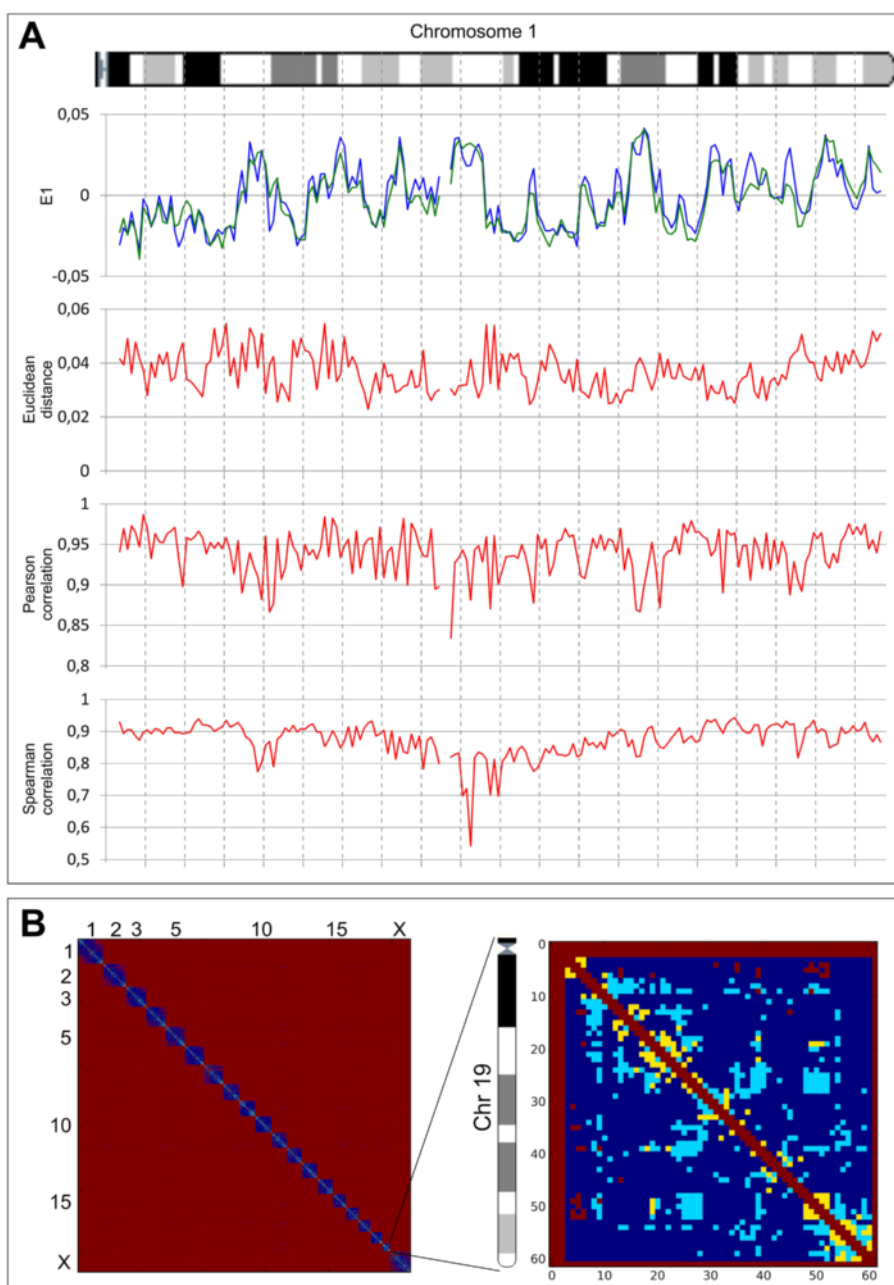 A
Chromosome 1
0,05
0
-0,05
E1
0,06
0,04
0,02
0
Euclidean
distance
1
0,95
0,9
0,85
0,8
Pearson
correlation
1
0,9
0,8
0,7
0,6
0,5
Spearman
correlation
B
1 2 3 5 10 15 X
1
2
3
5
10
15
X
Chr 19
0
10
20
30
40
50
60
0 10 20 30 40 50 60